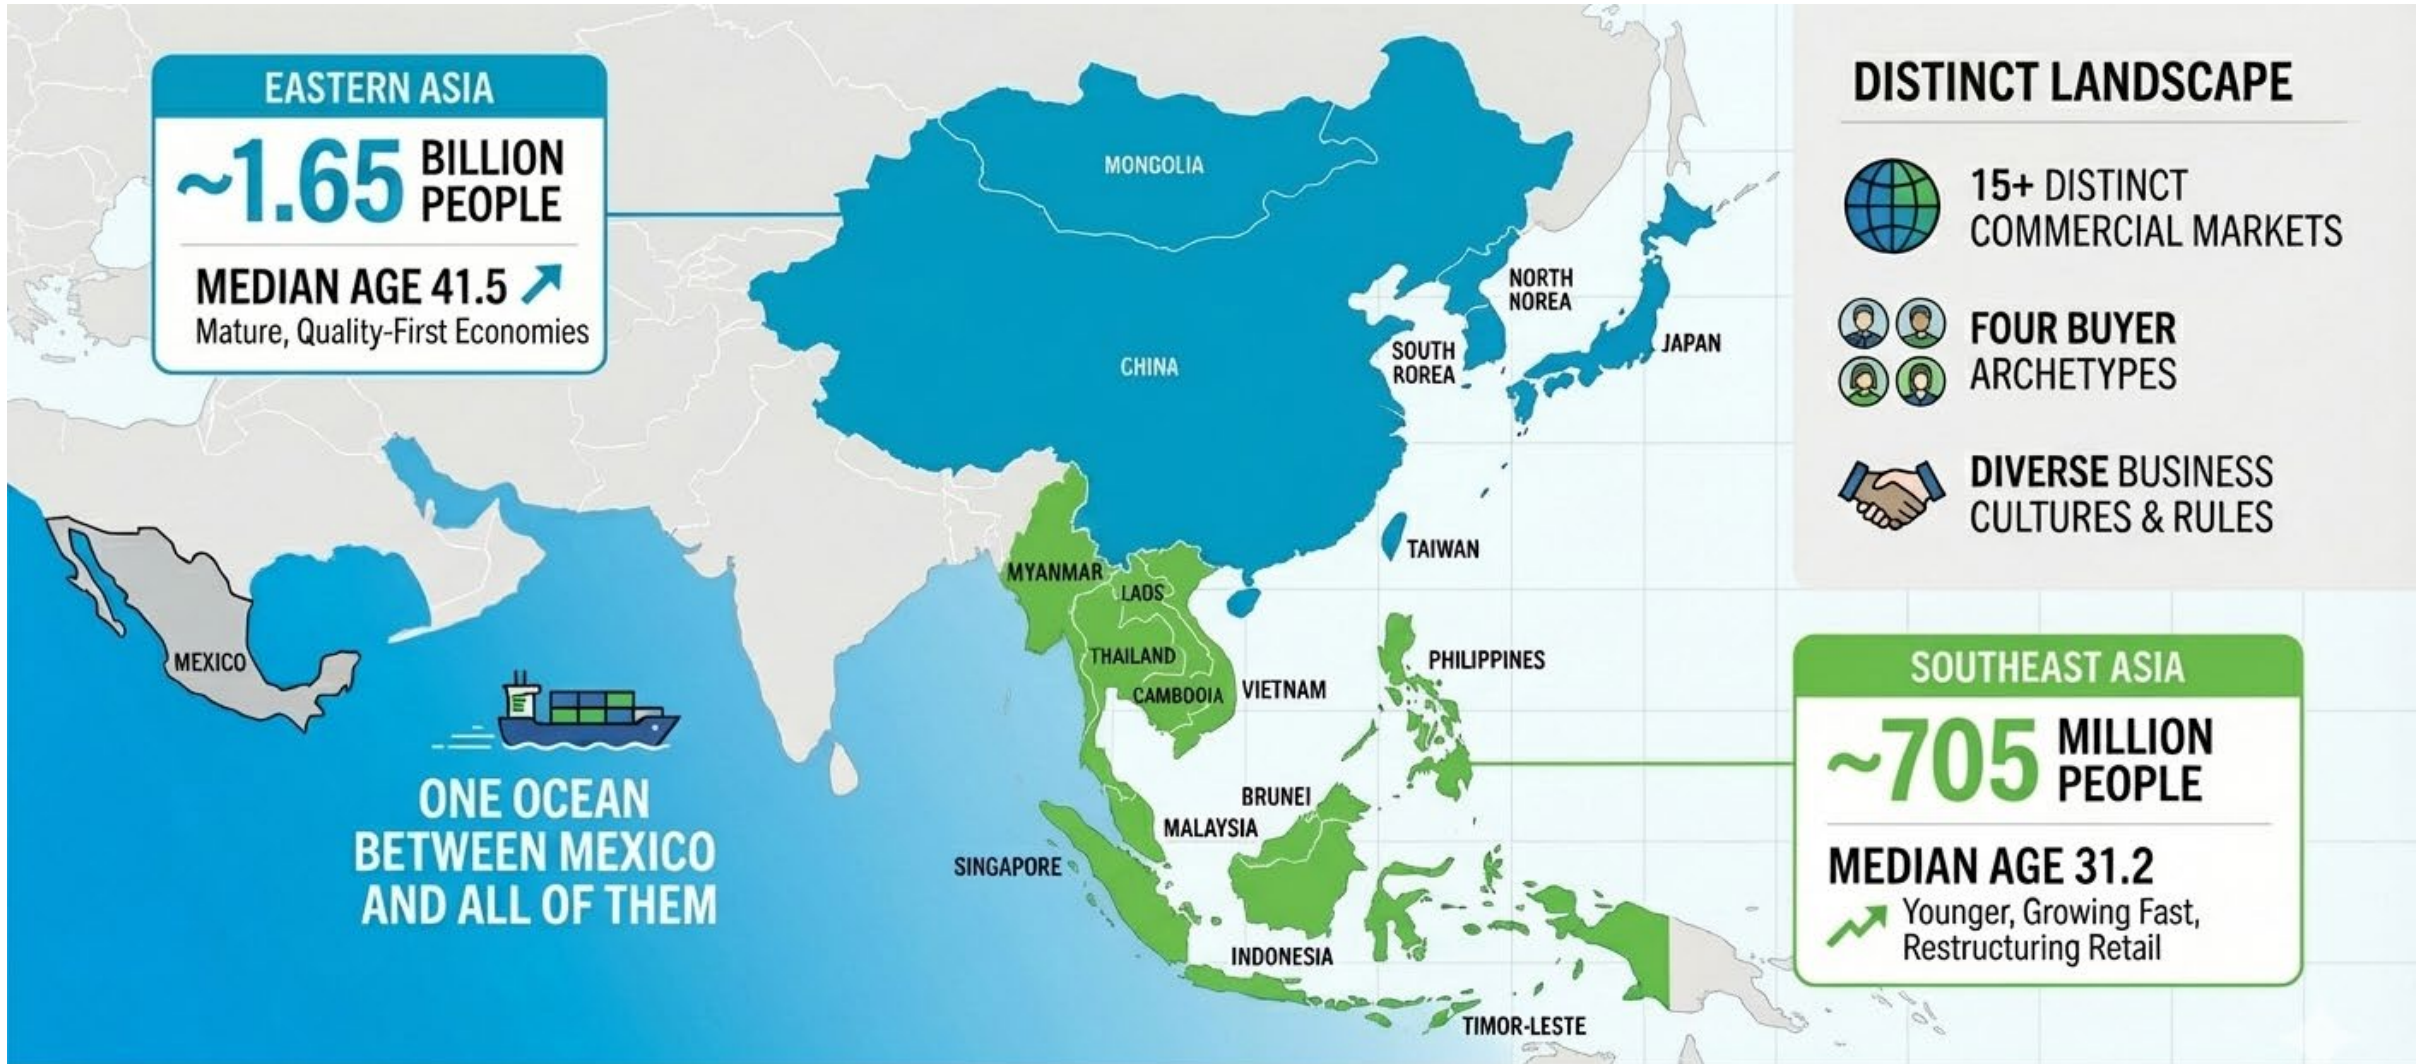 EASTERN ASIA
~1.65 BILLION
PEOPLE
MEDIAN AGE 41.5
Mature, Quality-First Economies
MONGOLIA
CHINA
NORTH
NOREA
SOUTH
ROREA
JAPAN
TAIWAN
MYANMAR
LAOS
THAILAND
CAMBOOIA
VIETNAM
PHILIPPINES
BRUNEI
MALAYSIA
SINGAPORE
INDONESIA
TIMOR-LESTE
MEXICO
ONE OCEAN
BETWEEN MEXICO
AND ALL OF THEM
DISTINCT LANDSCAPE
15+ DISTINCT
COMMERCIAL MARKETS
FOUR BUYER
ARCHETYPES
DIVERSE BUSINESS
CULTURES & RULES
SOUTHEAST ASIA
~705 MILLION
PEOPLE
MEDIAN AGE 31.2
Younger, Growing Fast,
Restructuring Retail